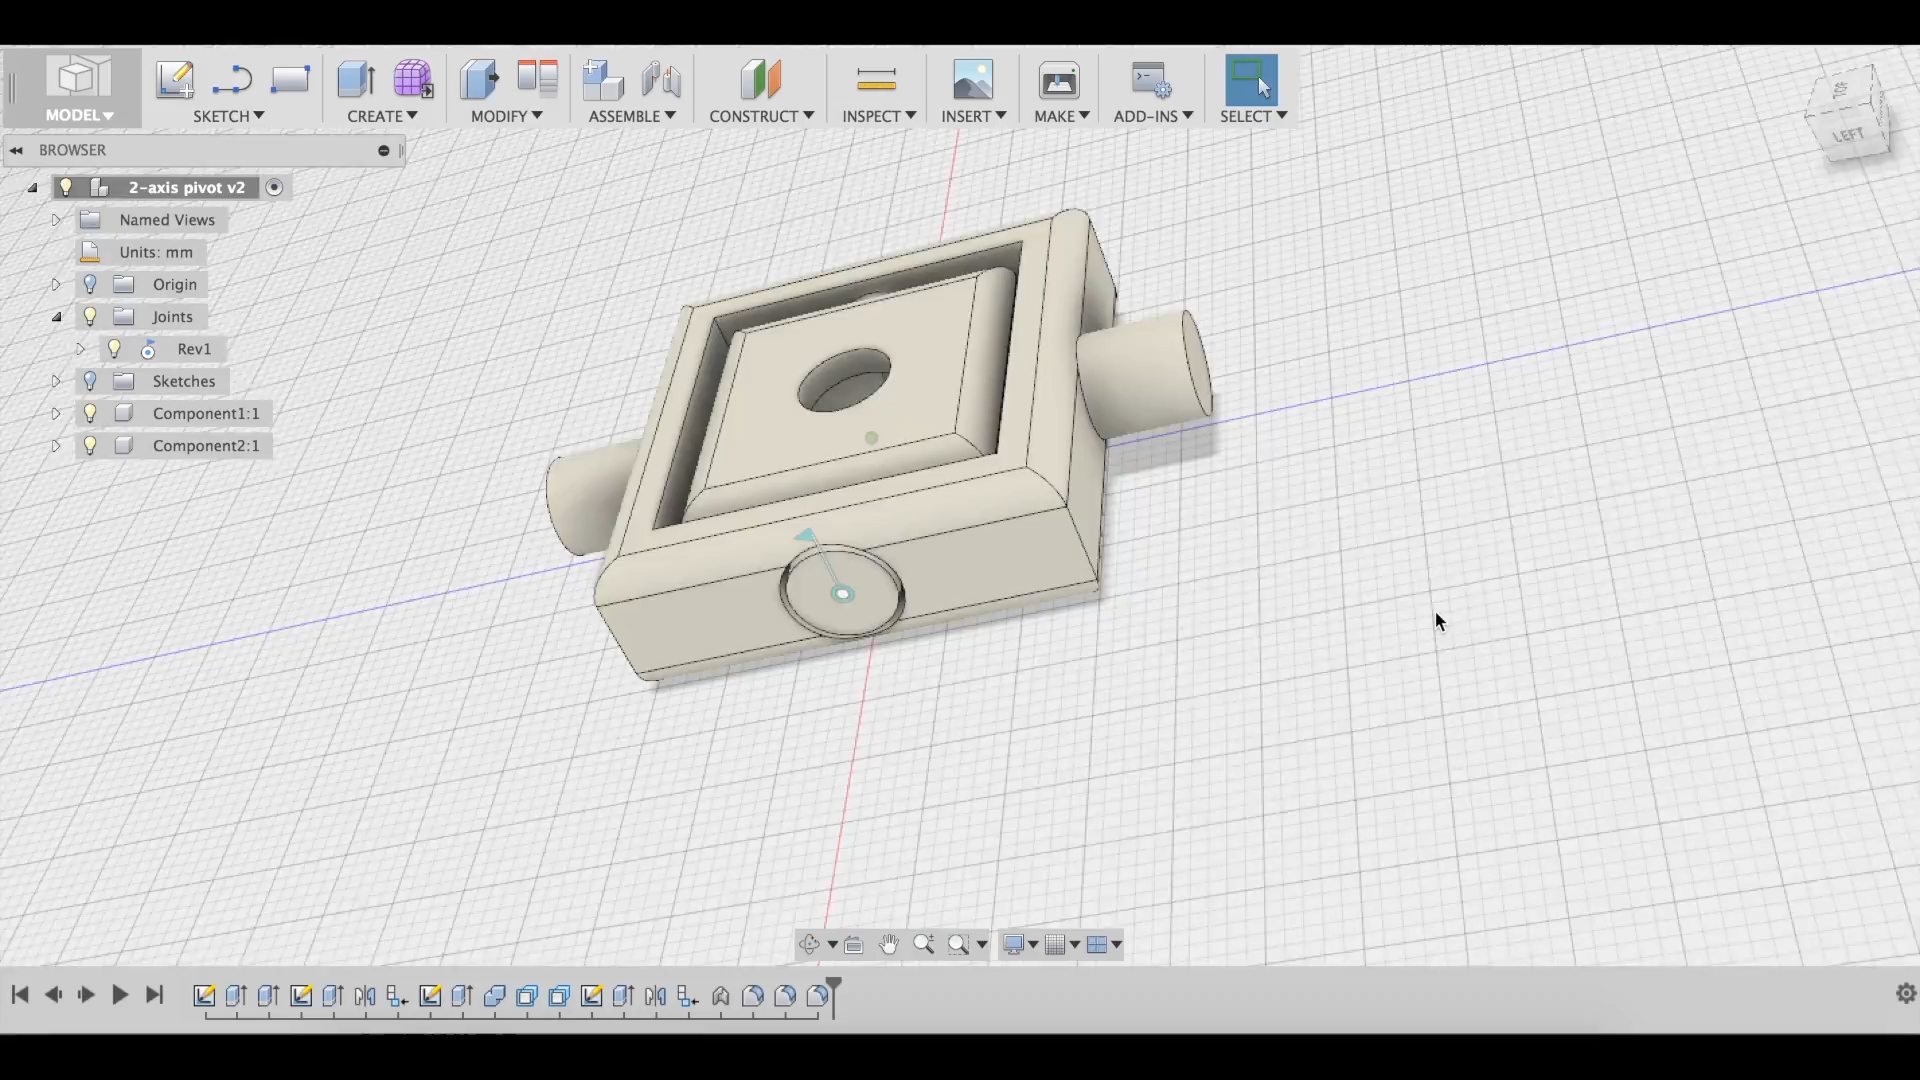 MODEL
SKETCH
CREATE
MODIFY
ASSEMBLE
CONSTRUCT
INSPECT
INSERT
MAKE
ADD-INS
SELECT
TOP
LEFT
BROWSER
2-axis pivot v2
Named Views
Units: mm
Origin
Joints
Rev1
Sketches
Component1:1
Component2:1